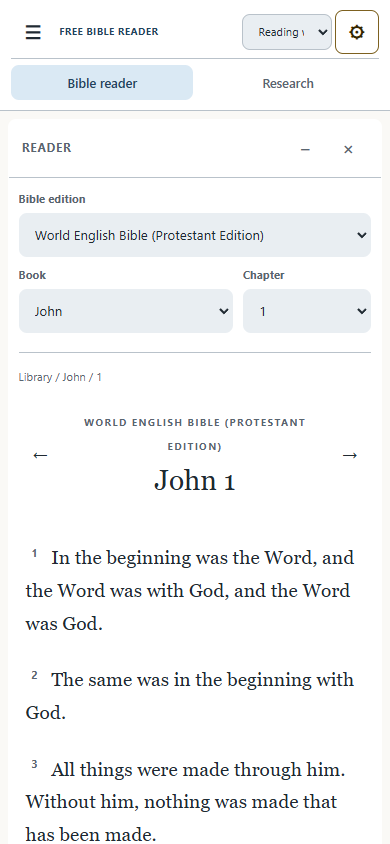 FREE BIBLE READER
Reading
Bible reader
Research
READER
Bible edition
World English Bible (Protestant Edition)
Book
Chapter
John
1
Library / John / 1
WORLD ENGLISH BIBLE (PROTESTANT
EDITION)
← →
John 1
1 In the beginning was the Word, and
the Word was with God, and the Word
was God.
2 The same was in the beginning with
God.
3 All things were made through him.
Without him, nothing was made that
has been made.